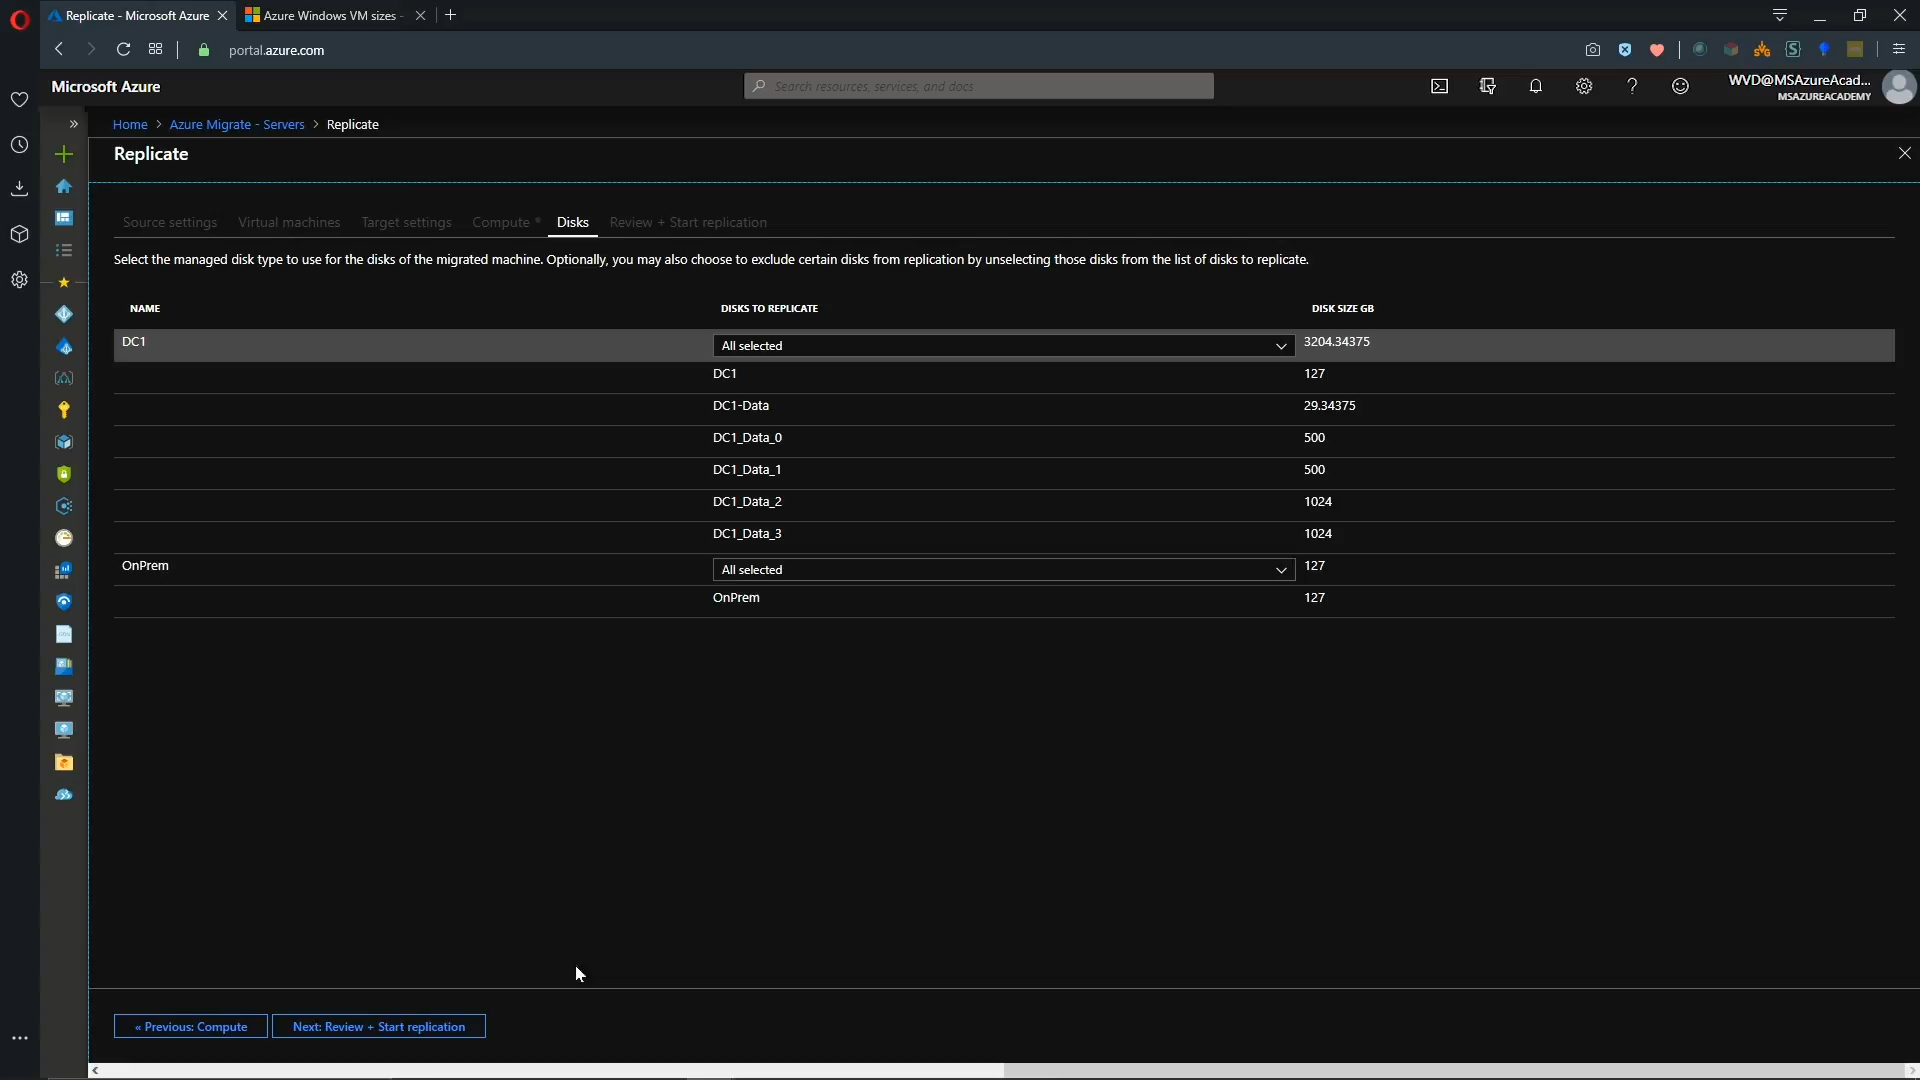 Replicate - Microsoft Azure
Azure Windows VM sizes -
portal.azure.com
Microsoft Azure
Search resources, services, and docs
WVD@MSAzureAcad...
MSAZUREACADEMY
Home > Azure Migrate - Servers > Replicate
Replicate
Source settings Virtual machines Target settings Compute * Disks Review + Start replication
Select the managed disk type to use for the disks of the migrated machine. Optionally, you may also choose to exclude certain disks from replication by unselecting those disks from the list of disks to replicate.
NAME DISKS TO REPLICATE DISK SIZE GB
DC1 All selected 3204.34375
DC1 127
DC1-Data 29.34375
DC1_Data_0 500
DC1_Data_1 500
DC1_Data_2 1024
DC1_Data_3 1024
OnPrem All selected 127
OnPrem 127
« Previous: Compute Next: Review + Start replication